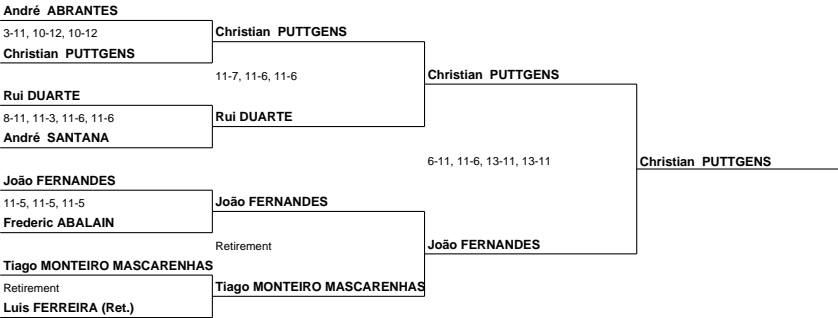 André ABRANTES
3-11, 10-12, 10-12
Christian PUTTGENS
Christian PUTTGENS
11-7, 11-6, 11-6
Christian PUTTGENS
Rui DUARTE
8-11, 11-3, 11-6, 11-6
Rui DUARTE
André SANTANA
6-11, 11-6, 13-11, 13-11
Christian PUTTGENS
João FERNANDES
11-5, 11-5, 11-5
João FERNANDES
Frederic ABALAIN
Retirement
João FERNANDES
Tiago MONTEIRO MASCARENHAS
Retirement
Tiago MONTEIRO MASCARENHAS
Luis FERREIRA (Ret.)